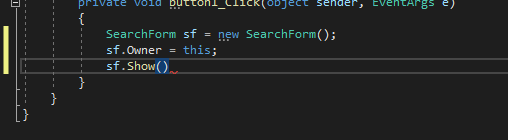 private void button1_Click(object sender, EventArgs e)
{
SearchForm sf = new SearchForm();
sf.Owner = this;
sf.Show()
}
}
}